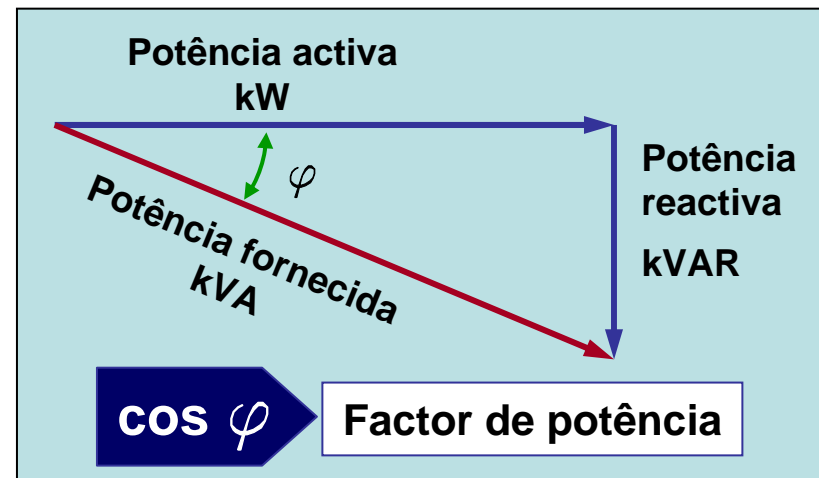 Potência activa
kW
φ
Potência fornecida
kVA
Potência
reactiva
kVAR
cos φ
Factor de potência